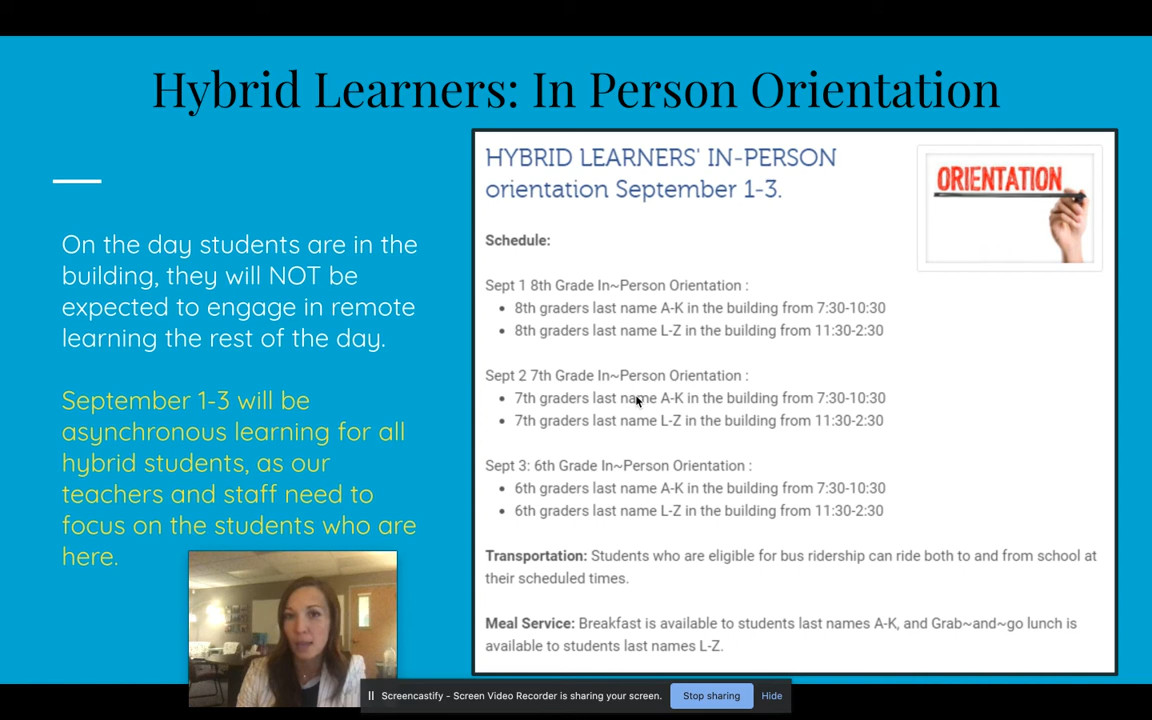 Hybrid Learners: In Person Orientation
On the day students are in the
building, they will NOT be
expected to engage in remote
learning the rest of the day.
September 1-3 will be
asynchronous learning for all
hybrid students, as our
teachers and staff need to
focus on the students who are
here.
HYBRID LEARNERS' IN-PERSON
orientation September 1-3.
ORIENTATION
Schedule:
Sept 1 8th Grade In~Person Orientation :
• 8th graders last name A-K in the building from 7:30-10:30
• 8th graders last name L-Z in the building from 11:30-2:30
Sept 2 7th Grade In~Person Orientation :
• 7th graders last name A-K in the building from 7:30-10:30
• 7th graders last name L-Z in the building from 11:30-2:30
Sept 3: 6th Grade In~Person Orientation :
• 6th graders last name A-K in the building from 7:30-10:30
• 6th graders last name L-Z in the building from 11:30-2:30
Transportation: Students who are eligible for bus ridership can ride both to and from school at
their scheduled times.
Meal Service: Breakfast is available to students last names A-K, and Grab~and~go lunch is
available to students last names L-Z.
Screencastify - Screen Video Recorder is sharing your screen.
Stop sharing
Hide